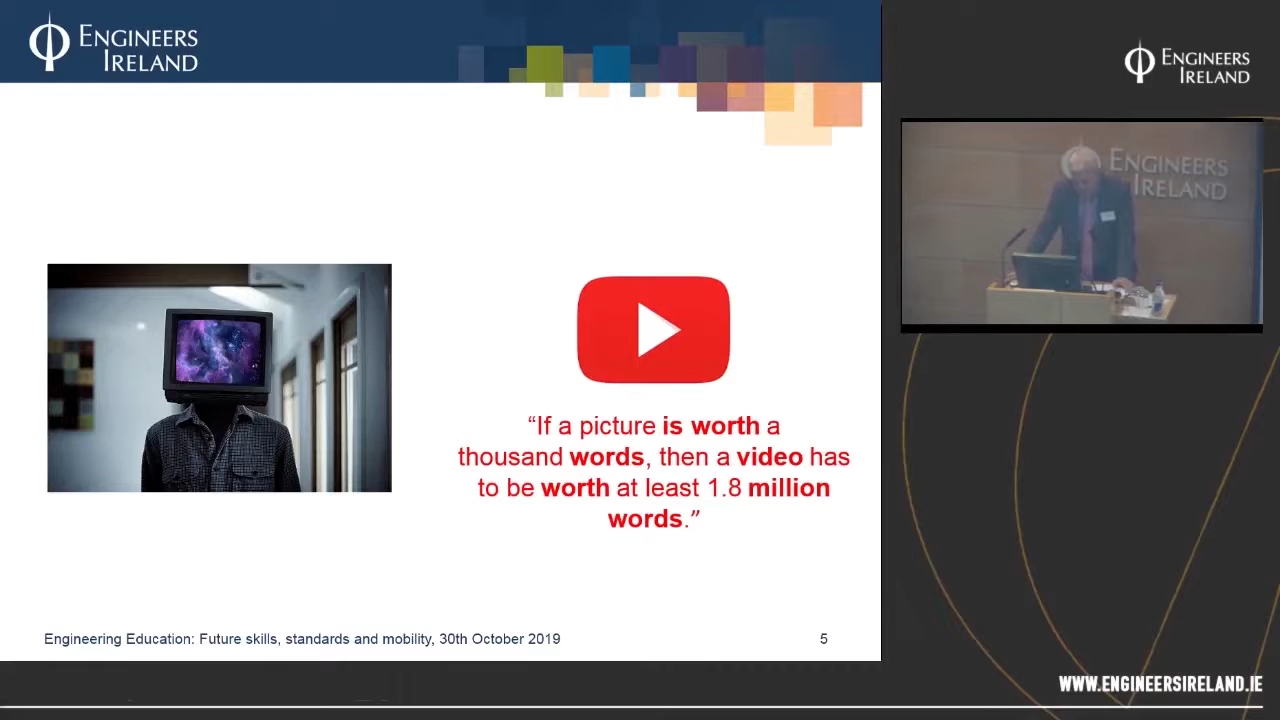 ENGINEERS
IRELAND
ENGINEERS
IRELAND
ENGINEERS
IRELAND
“If a picture is worth a
thousand words, then a video has
to be worth at least 1.8 million
words.”
Engineering Education: Future skills, standards and mobility, 30th October 2019
5
WWW.ENGINEERSIRELAND.IE